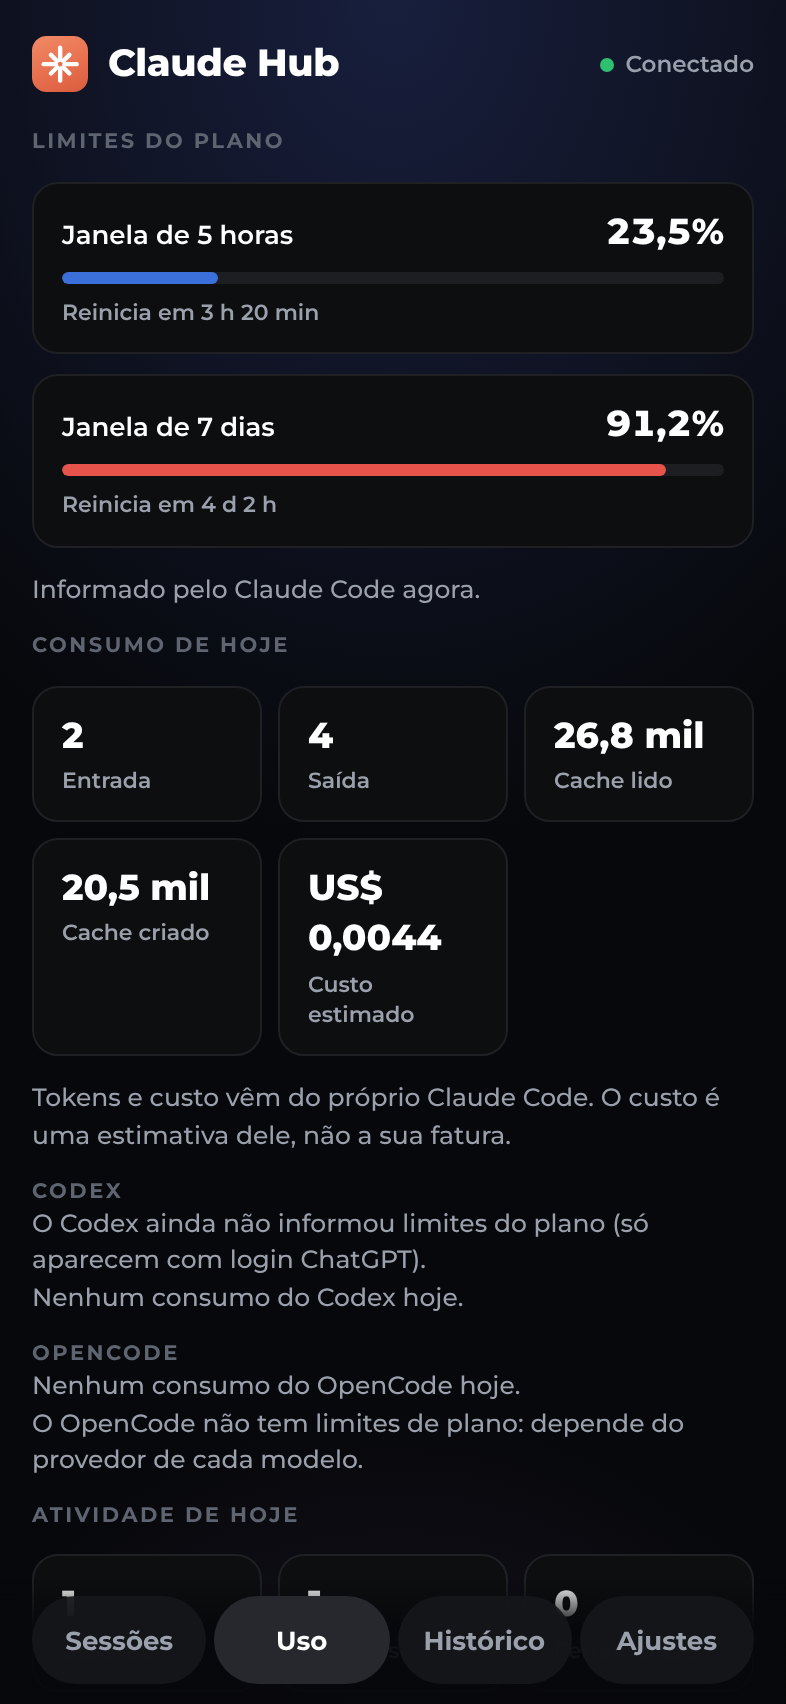 Claude Hub
Conectado
LIMITES DO PLANO
Janela de 5 horas
23,5%
Reinicia em 3 h 20 min
Janela de 7 dias
91,2%
Reinicia em 4 d 2 h
Informado pelo Claude Code agora.
CONSUMO DE HOJE
2
Entrada
4
Saída
26,8 mil
Cache lido
20,5 mil
Cache criado
US$
0,0044
Custo
estimado
Tokens e custo vêm do próprio Claude Code. O custo é
uma estimativa dele, não a sua fatura.
CODEX
O Codex ainda não informou limites do plano (só
aparecem com login ChatGPT).
Nenhum consumo do Codex hoje.
OPENCODE
Nenhum consumo do OpenCode hoje.
O OpenCode não tem limites de plano: depende do
provedor de cada modelo.
ATIVIDADE DE HOJE
0
Sessões
Uso
Histórico
Ajustes